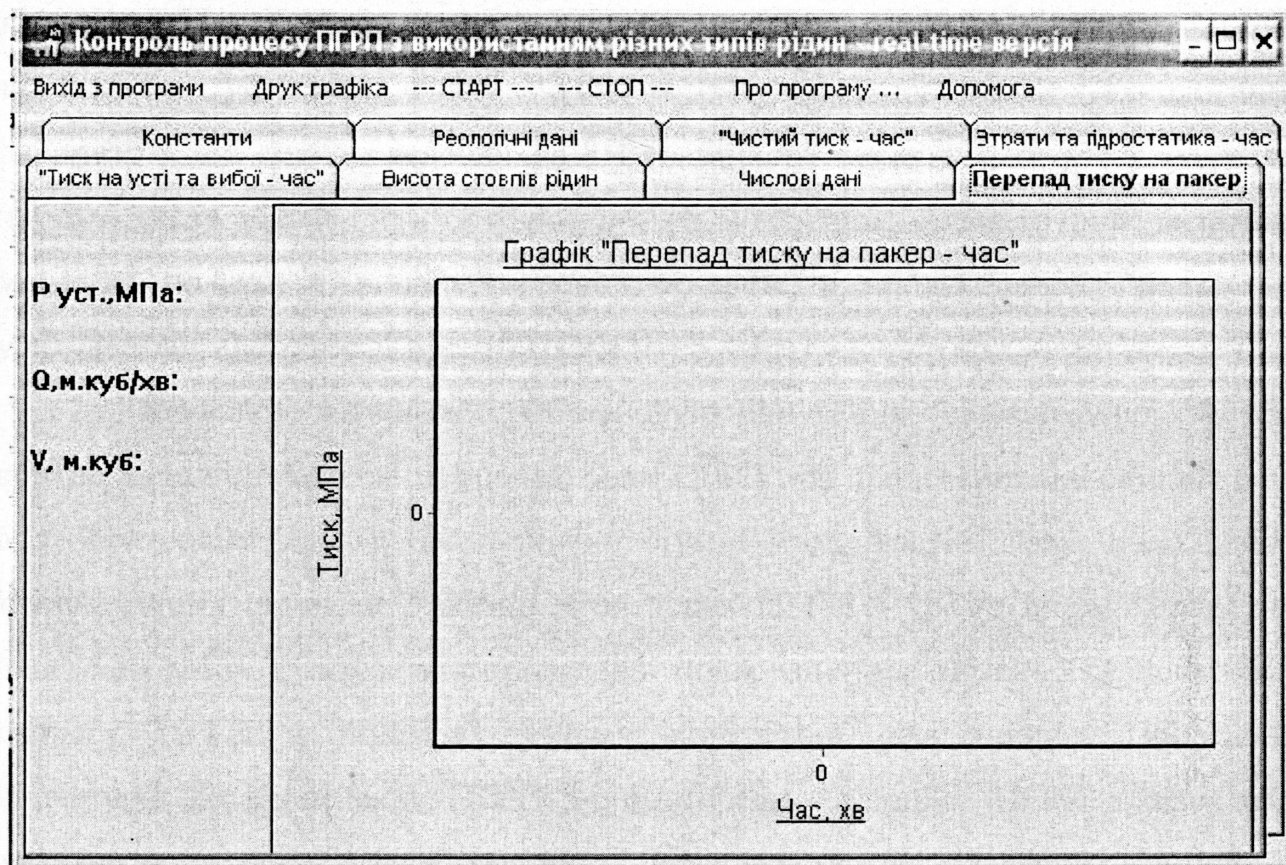 Контроль процесу ПГРП з використанням різних типів рідин - real-time версія
Вихід з програми Друк графіка --- СТАРТ --- --- СТОП --- Про програму ... Допомога
Константи Реологічні дані "Чистий тиск - час" Втрати та гідростатика - час
"Тиск на усті та вибої - час" Висота стовпів рідин Числові дані Перепад тиску на пакер
Графік "Перепад тиску на пакер - час"
P уст.,МПа:
Q,м.куб/хв:
V, м.куб:
Тиск, МПа
0
0
Час, хв